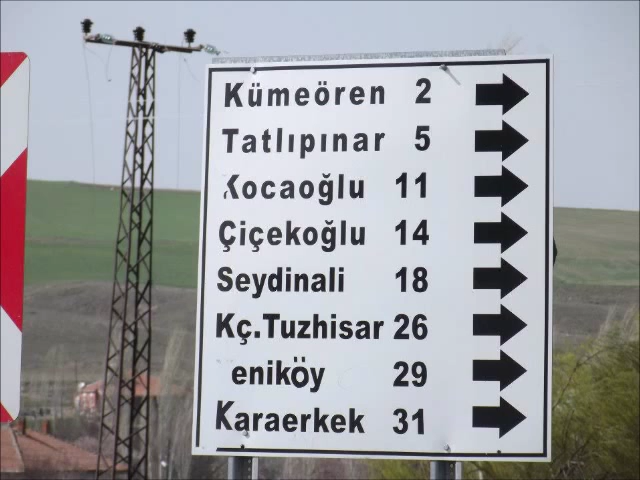 Kümeören 2
Tatlıpınar 5
Kocaoğlu 11
Çiçekoğlu 14
Seydinali 18
Kç.Tuzhisar 26
eniköy 29
Karaerkek 31